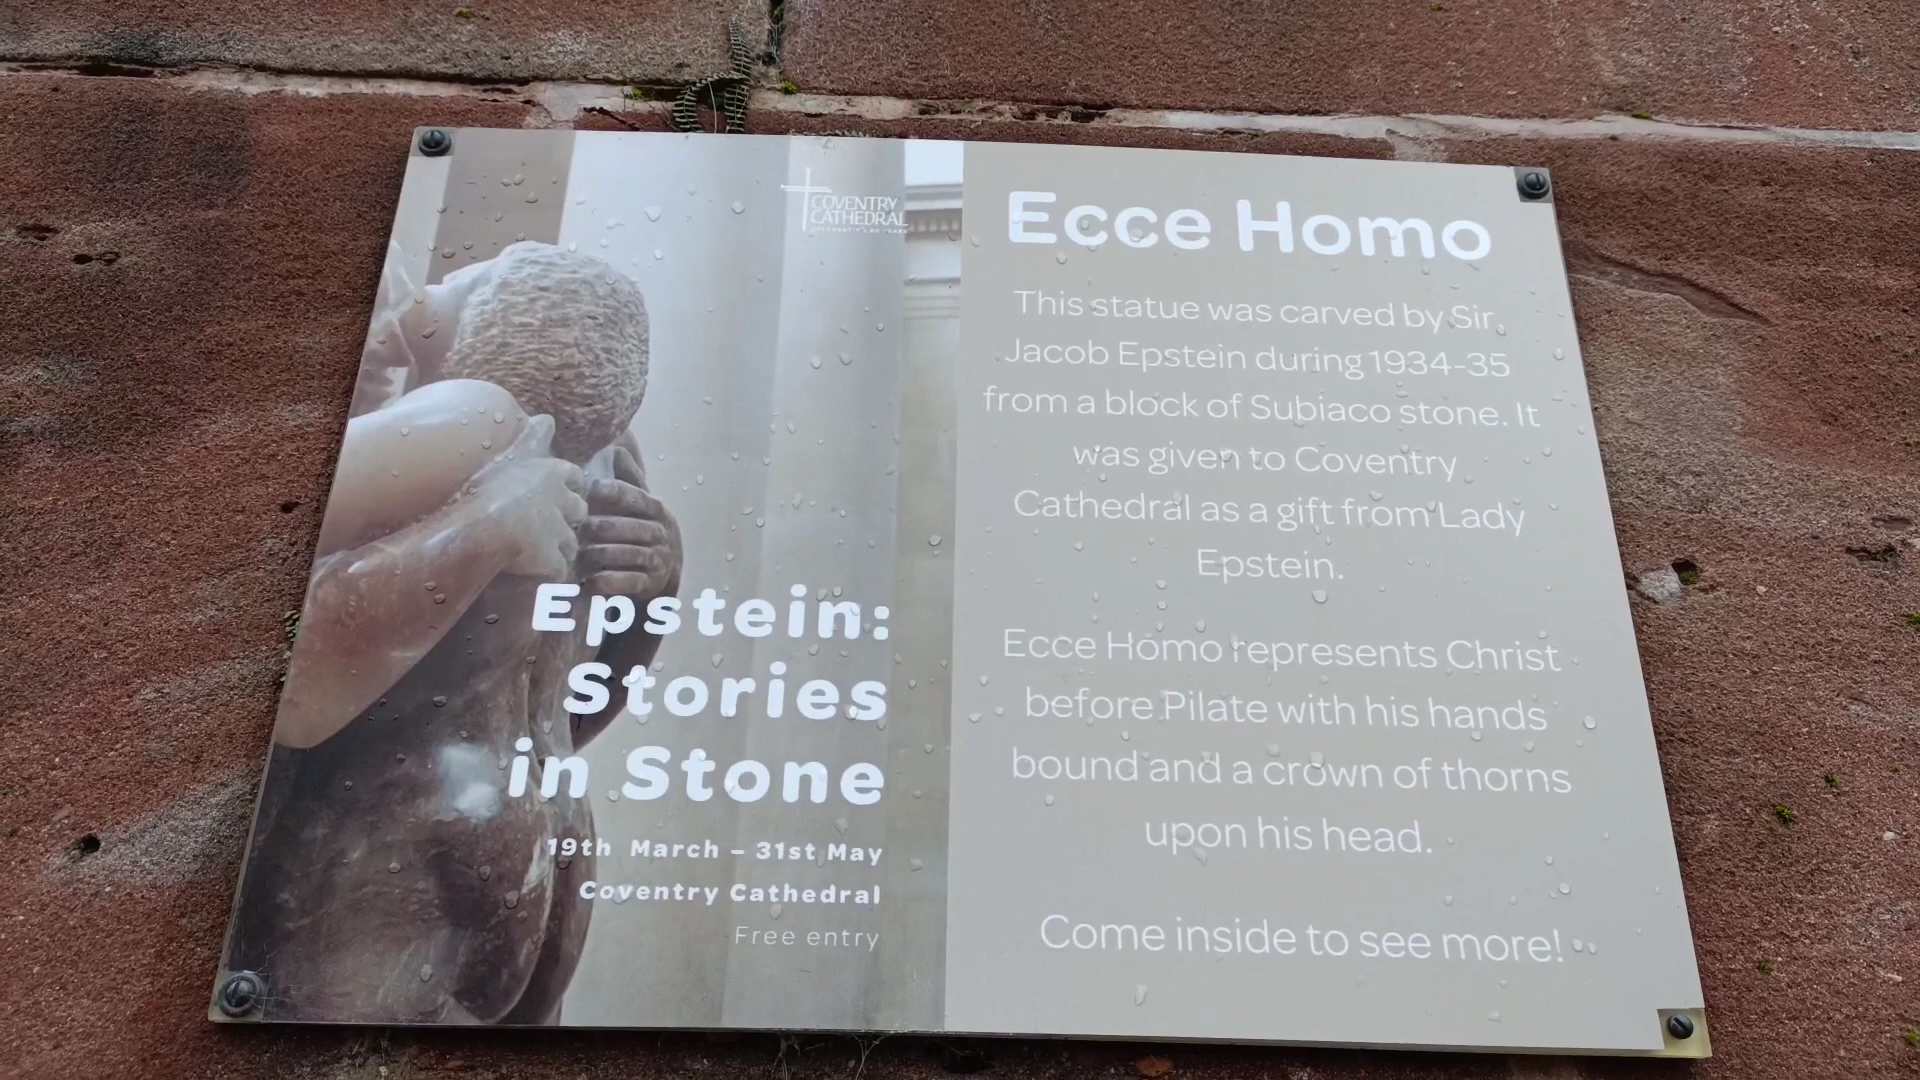 COVENTRY
CATHEDRAL
Epstein:
Stories
in Stone
19th March – 31st May
Coventry Cathedral
Free entry
Ecce Homo
This statue was carved by Sir
Jacob Epstein during 1934-35
from a block of Subiaco stone. It
was given to Coventry
Cathedral as a gift from Lady
Epstein.
Ecce Homo represents Christ
before Pilate with his hands
bound and a crown of thorns
upon his head.
Come inside to see more!